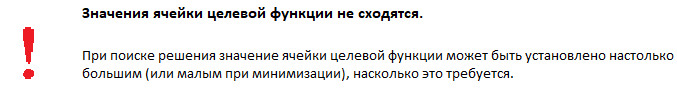 Значения ячейки целевой функции не сходятся.
При поиске решения значение ячейки целевой функции может быть установлено настолько
большим (или малым при минимизации), насколько это требуется.